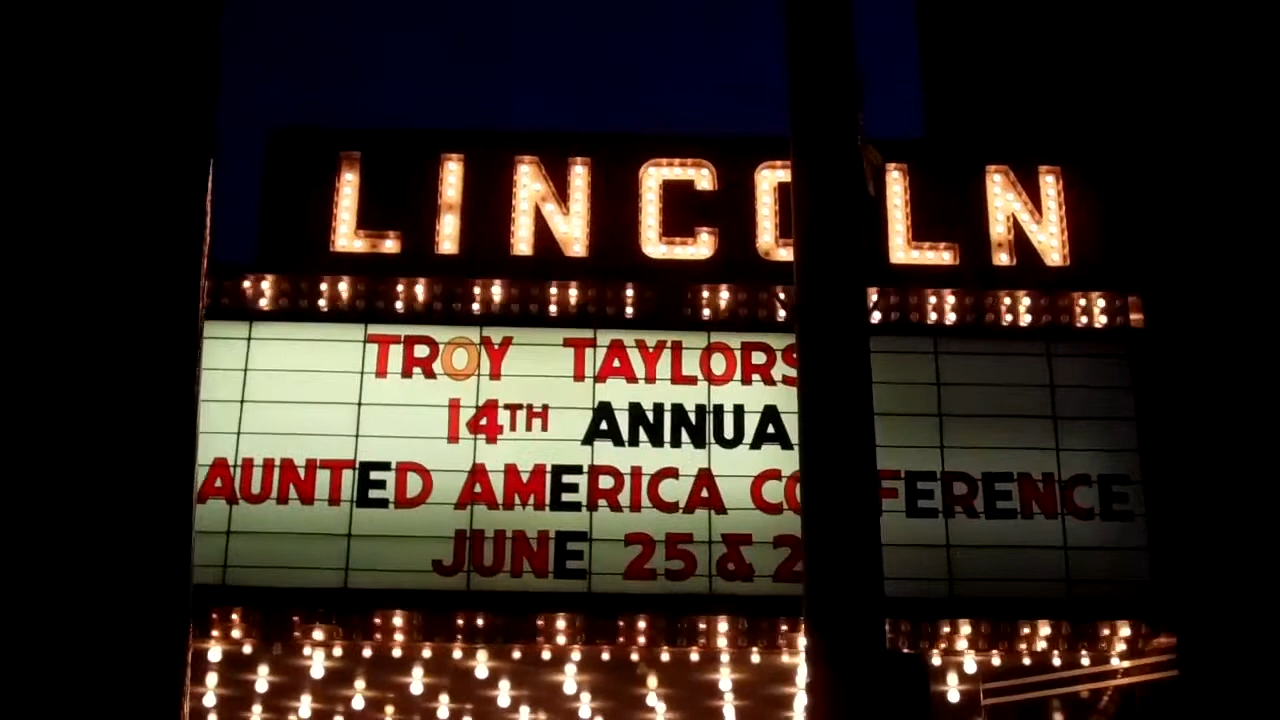 LINCOLN
TROY TAYLORS
14TH ANNUA
AUNTED AMERICA CO FERENCE
JUNE 25 & 2